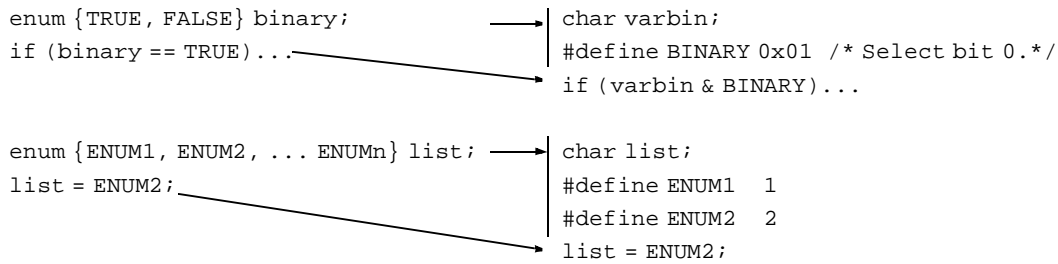 enum {TRUE, FALSE} binary;
if (binary == TRUE)...
char varbin;
#define BINARY 0x01 /* Select bit 0.*/
if (varbin & BINARY)...
enum {ENUM1, ENUM2, ... ENUMn} list;
list = ENUM2;
char list;
#define ENUM1 1
#define ENUM2 2
list = ENUM2;